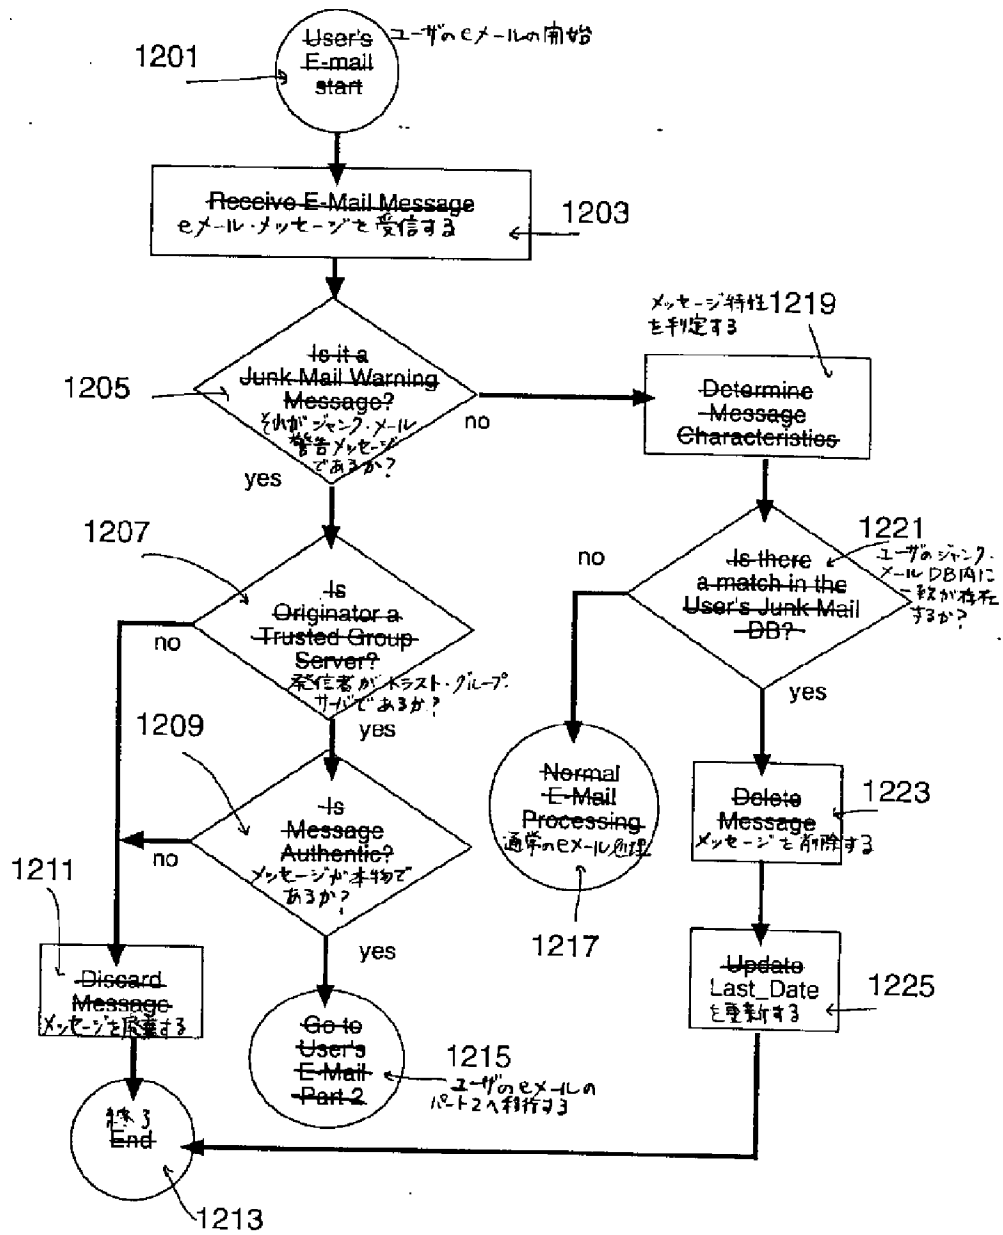 User's
E-mail
start
ユーザのeメールの開始
1201
Receive E-Mail Message
eメール・メッセージを受信する
1203
Is it a
Junk Mail Warning
Message?
それがジャンク・メール
警告メッセージ
であるか?
1205
no
yes
メッセージ特性
を判定する
1219
Determine
Message
Characteristics
1207
Is
Originator a
Trusted Group
Server?
発信者がトラスト・グループ・
サーバであるか?
no
yes
1221
Is there
a match in the
User's Junk Mail
DB?
ユーザのジャンク・
メールDB内に
一致が存在
するか?
no
yes
1209
Is
Message
Authentic?
メッセージが本物で
あるか?
no
yes
Normal
E-Mail
Processing
通常のeメール処理
1217
Delete
Message
メッセージを削除する
1223
1211
Discard
Message
メッセージを廃棄する
Go to
User's
E-Mail
Part 2
1215
ユーザのeメールの
パート2へ移行する
Update
Last_Date
を更新する
1225
終了
End
1213